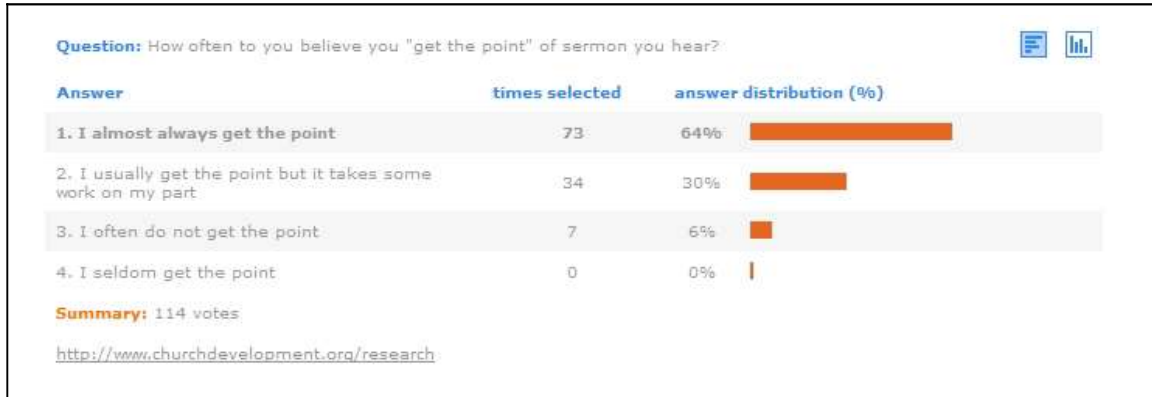 Question: How often to you believe you "get the point" of sermon you hear?
Answer times selected answer distribution (%)
1. I almost always get the point 73 64%
2. I usually get the point but it takes some
work on my part 34 30%
3. I often do not get the point 7 6%
4. I seldom get the point 0 0%
Summary: 114 votes
http://www.churchdevelopment.org/research